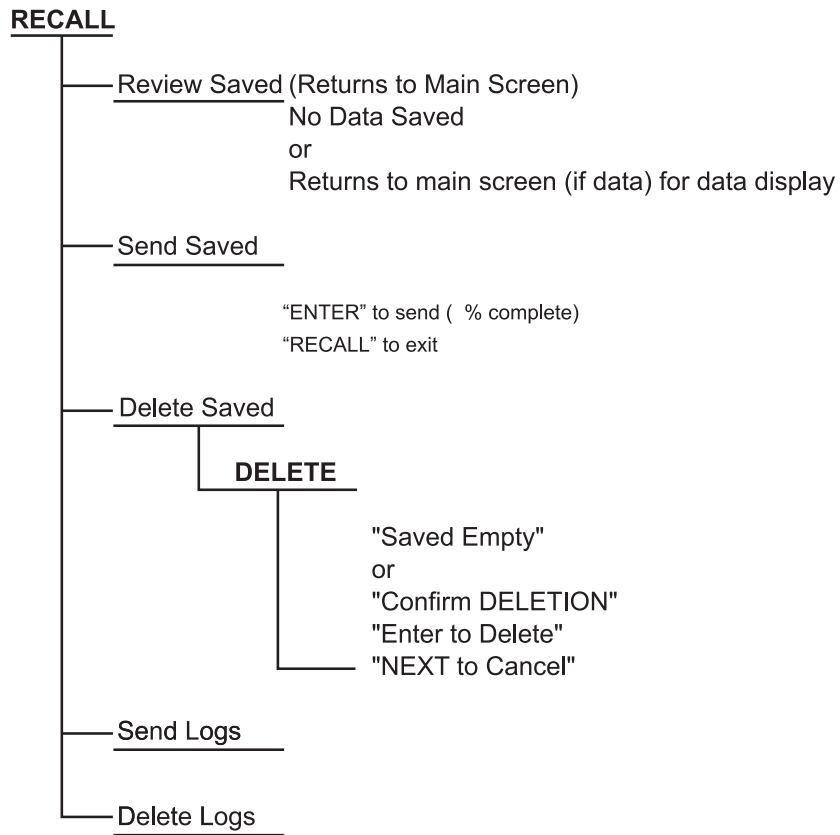 RECALL
Review Saved (Returns to Main Screen)
No Data Saved
or
Returns to main screen (if data) for data display
Send Saved
“ENTER” to send (  % complete)
“RECALL” to exit
Delete Saved
DELETE
"Saved Empty"
or
"Confirm DELETION"
"Enter to Delete"
"NEXT to Cancel"
Send Logs
Delete Logs